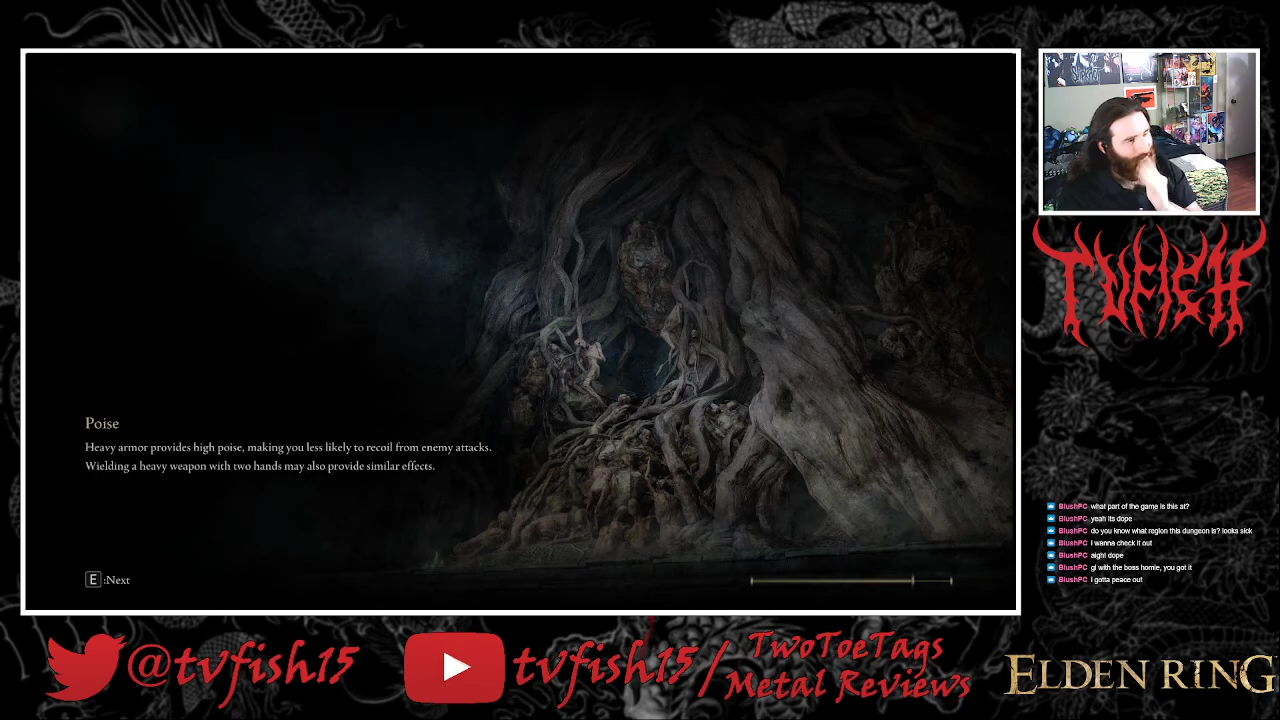 Slipknot
TVFISH
Poise
Heavy armor provides high poise, making you less likely to recoil from enemy attacks.
Wielding a heavy weapon with two hands may also provide similar effects.
E :Next
BlushPC what part of the game is this at?
BlushPC yeah its dope
BlushPC do you know what region this dungeon is? looks sick
BlushPC I wanna check it out
BlushPC aight dope
BlushPC gl with the boss homie, you got it
BlushPC I gotta peace out
@tvfish15
tvfish15 / TwoToeTags
Metal Reviews
ELDEN RING